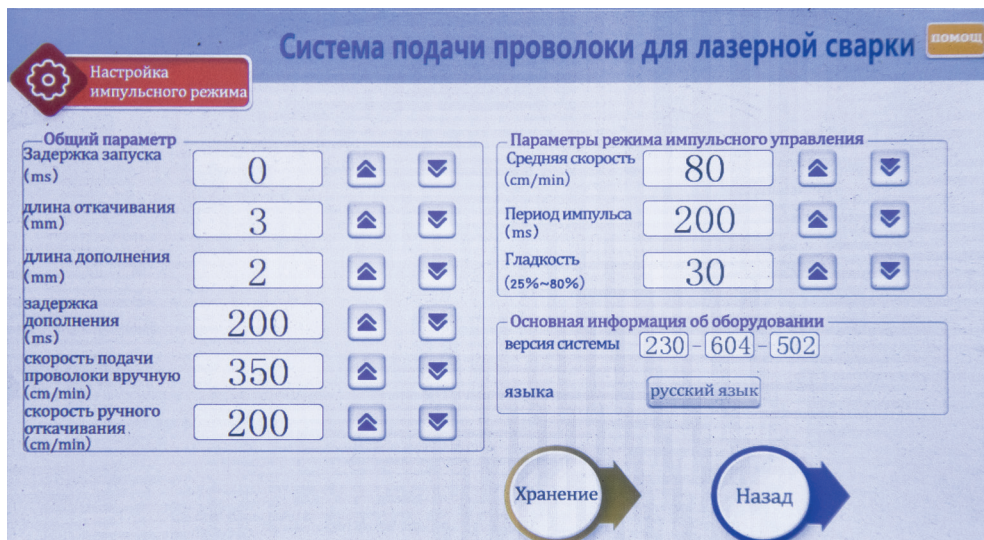 Система подачи проволоки для лазерной сварки
помощ
Настройка
импульсного режима
Общий параметр
Задержка запуска
(ms)
0
длина откачивания
(mm)
3
длина дополнения
(mm)
2
задержка
дополнения
(ms)
200
скорость подачи
проволоки вручную
(cm/min)
350
скорость ручного
откачивания
(cm/min)
200
Параметры режима импульсного управления
Средняя скорость
(cm/min)
80
Период импульса
(ms)
200
Гладкость
(25%~80%)
30
Основная информация об оборудовании
версия системы
230-604-502
языка
русский язык
Хранение
Назад